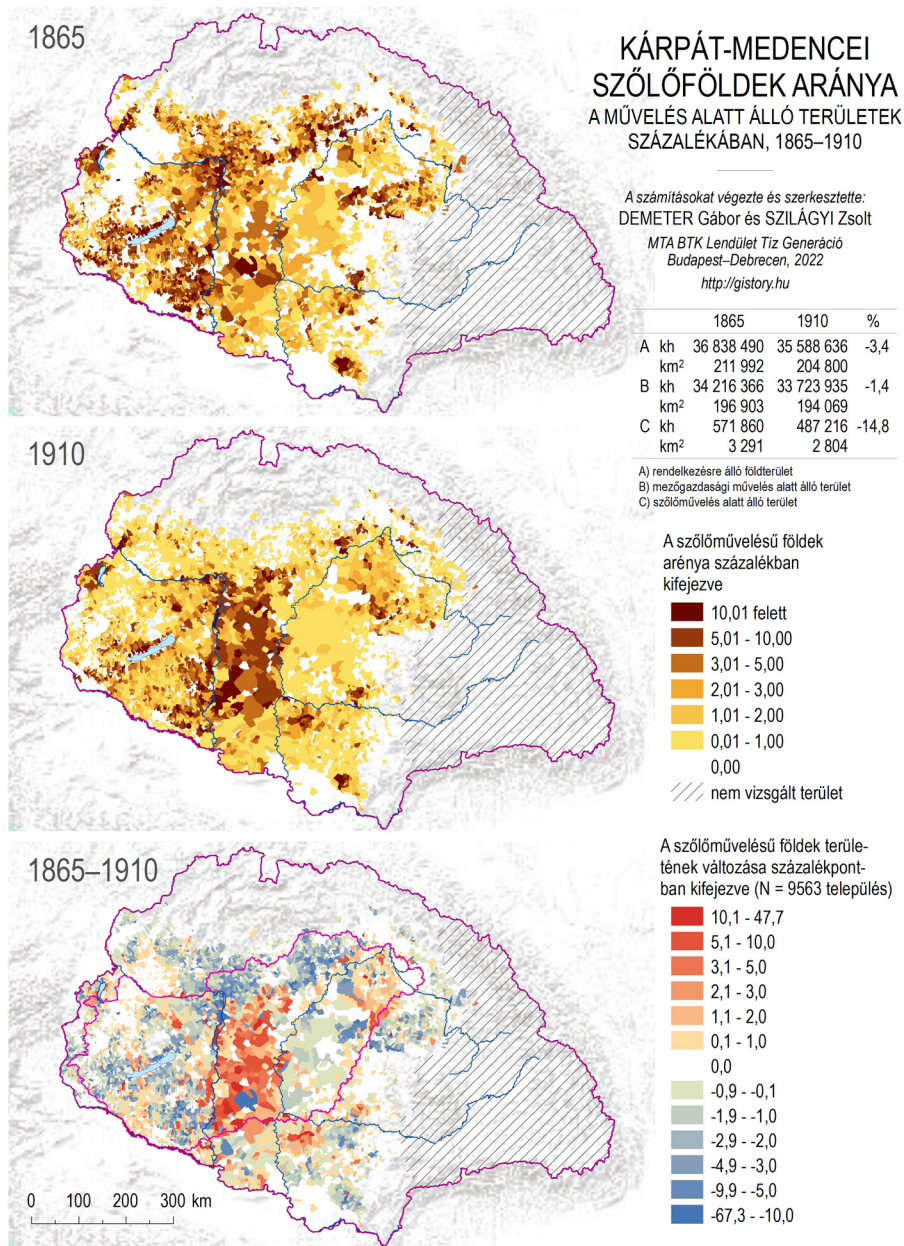 1865
KÁRPÁT-MEDENCEI
SZŐLŐFÖLDEK ARÁNYA
A MŰVELÉS ALATT ÁLLÓ TERÜLETEK
SZÁZALÉKÁBAN, 1865–1910
A számításokat végezte és szerkesztette:
DEMETER Gábor és SZILÁGYI Zsolt
MTA BTK Lendület Tíz Generáció
Budapest–Debrecen, 2022
http://gistory.hu
1865 1910 %
A kh 36 838 490 35 588 636 -3,4
km² 211 992 204 800
B kh 34 216 366 33 723 935 -1,4
km² 196 903 194 069
C kh 571 860 487 216 -14,8
km² 3 291 2 804
A) rendelkezésre álló földterület
B) mezőgazdasági művelés alatt álló terület
C) szőlőművelés alatt álló terület
1910
A szőlőművelésű földek
arénya százalékban
kifejezve
10,01 felett
5,01 - 10,00
3,01 - 5,00
2,01 - 3,00
1,01 - 2,00
0,01 - 1,00
0,00
nem vizsgált terület
1865–1910
A szőlőművelésű földek terüle-
tének változása százalékpont-
ban kifejezve (N = 9563 település)
10,1 - 47,7
5,1 - 10,0
3,1 - 5,0
2,1 - 3,0
1,1 - 2,0
0,1 - 1,0
0,0
-0,9 - -0,1
-1,9 - -1,0
-2,9 - -2,0
-4,9 - -3,0
-9,9 - -5,0
-67,3 - -10,0
0 100 200 300 km